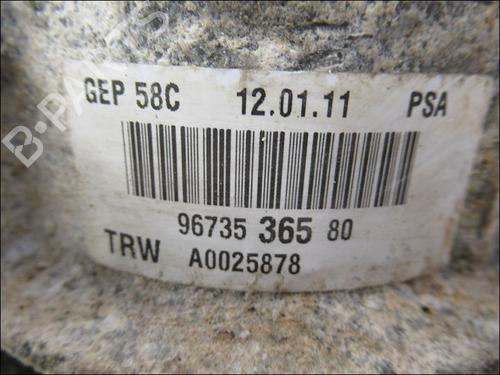 GEP 58C 12.01.11 PSA
96735 365 80
TRW A0025878
B-PARTS